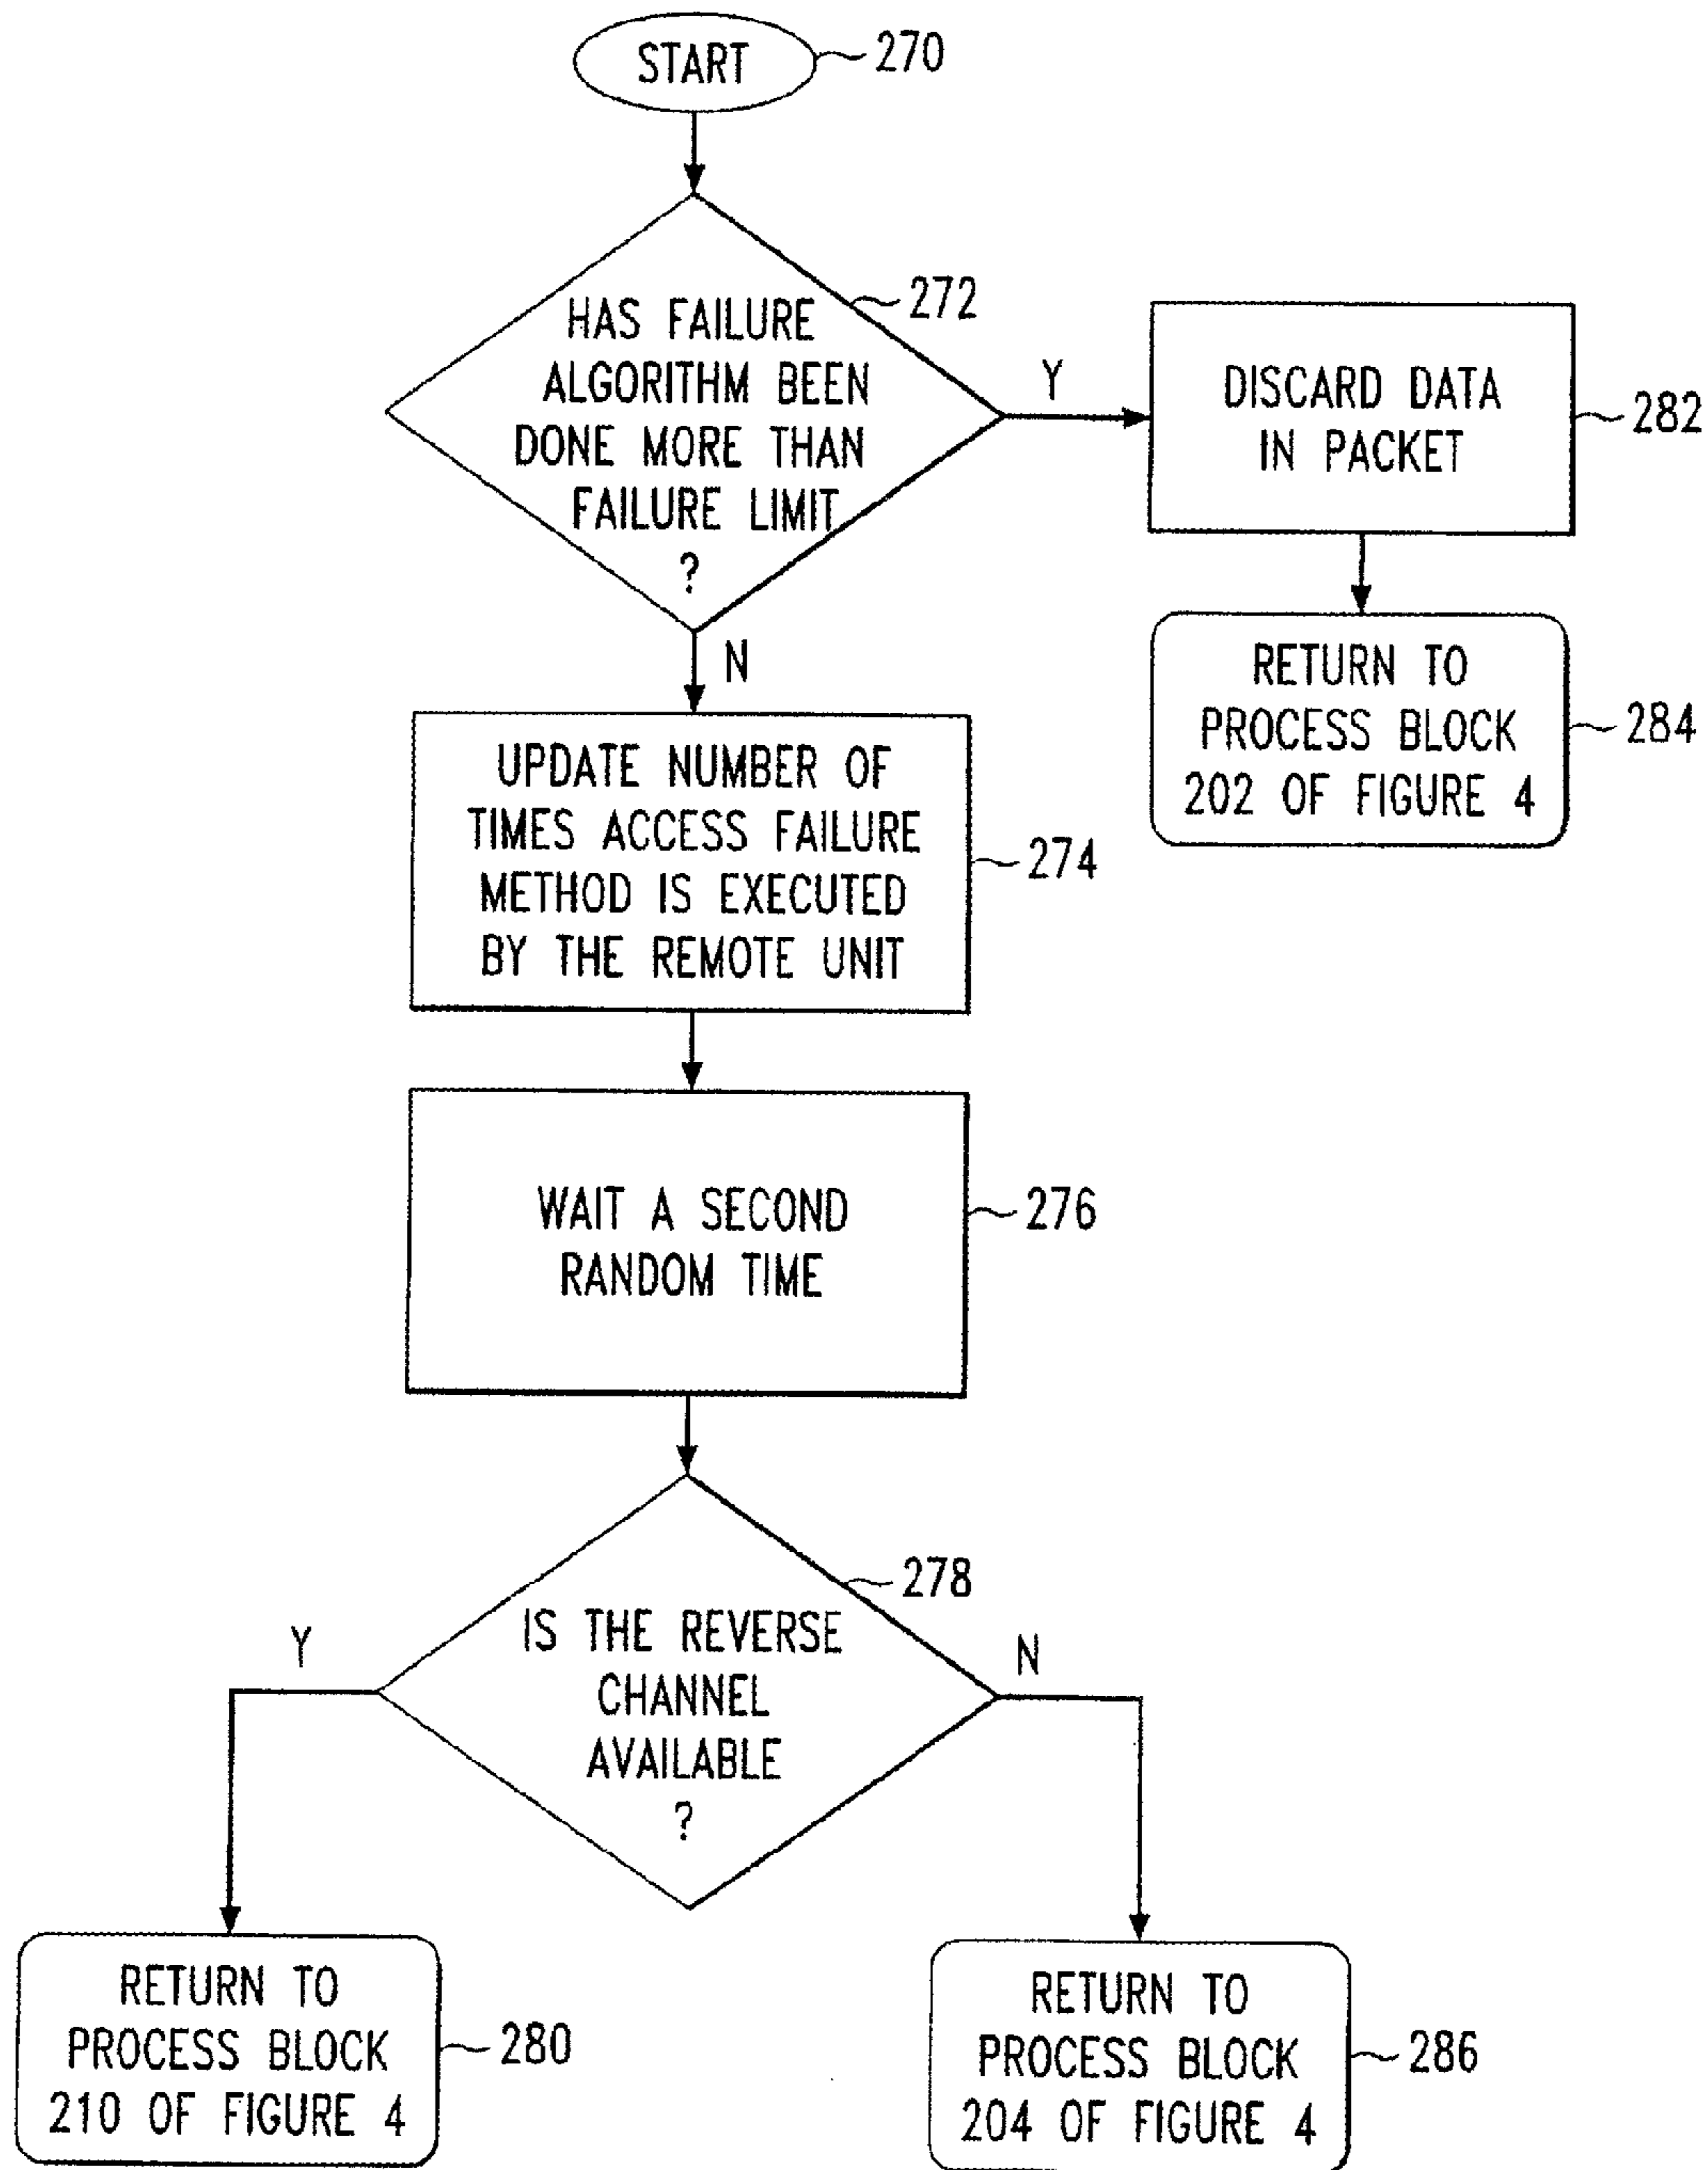 START
270
272
HAS FAILURE
ALGORITHM BEEN
DONE MORE THAN
FAILURE LIMIT
?
Y
DISCARD DATA
IN PACKET
282
N
RETURN TO
PROCESS BLOCK
202 OF FIGURE 4
284
UPDATE NUMBER OF
TIMES ACCESS FAILURE
METHOD IS EXECUTED
BY THE REMOTE UNIT
274
WAIT A SECOND
RANDOM TIME
276
278
IS THE REVERSE
CHANNEL
AVAILABLE
?
Y
N
RETURN TO
PROCESS BLOCK
210 OF FIGURE 4
280
RETURN TO
PROCESS BLOCK
204 OF FIGURE 4
286